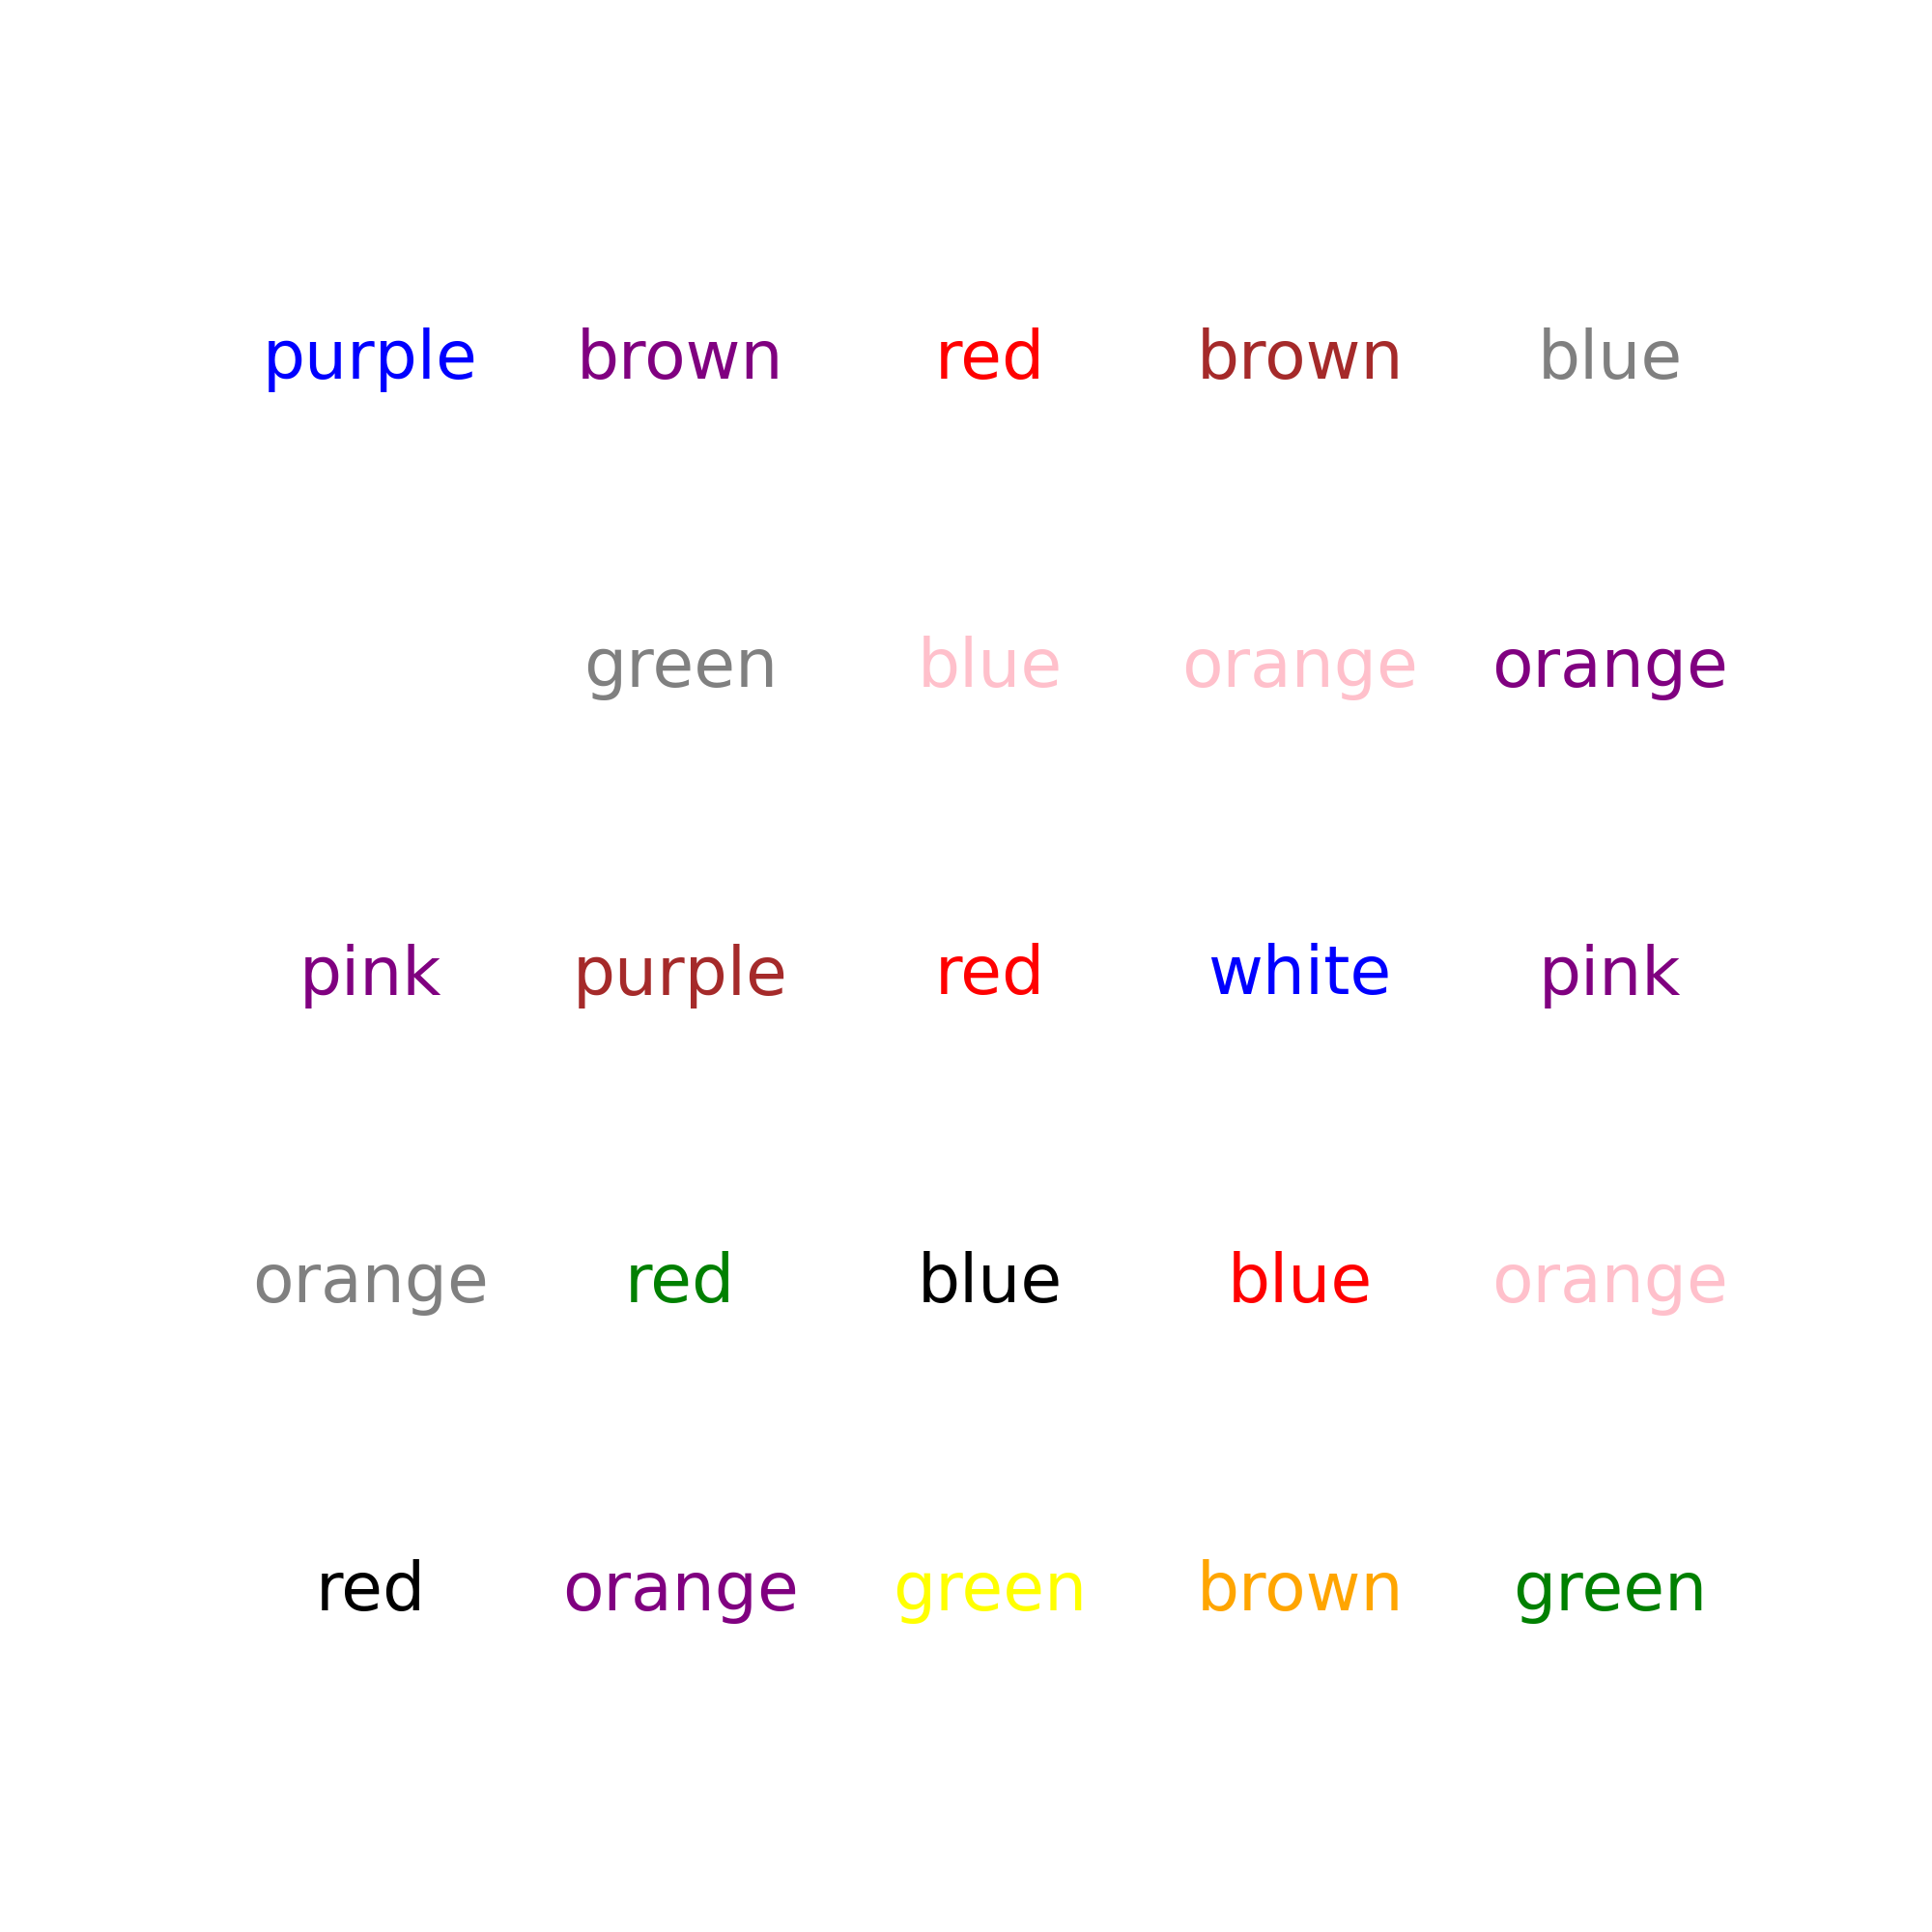 purple brown red brown blue
green blue orange orange
pink purple red white pink
orange red blue blue orange
red orange green brown green